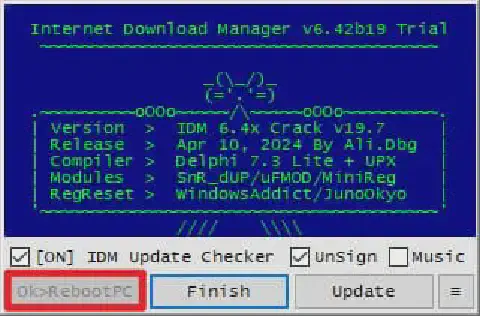 Internet Download Manager v6.42b19 Trial
Version > IDM 6.4x Crack v19.7
Release > Apr 10, 2024 By Ali.Dbg
Compiler > Delphi 7.3 Lite + UPX
Modules > SnR_dUP/uFMOD/MiniReg
RegReset > WindowsAddict/JunoOkyo
[ON] IDM Update Checker UnSign Music
Ok>RebootPC Finish Update ≡